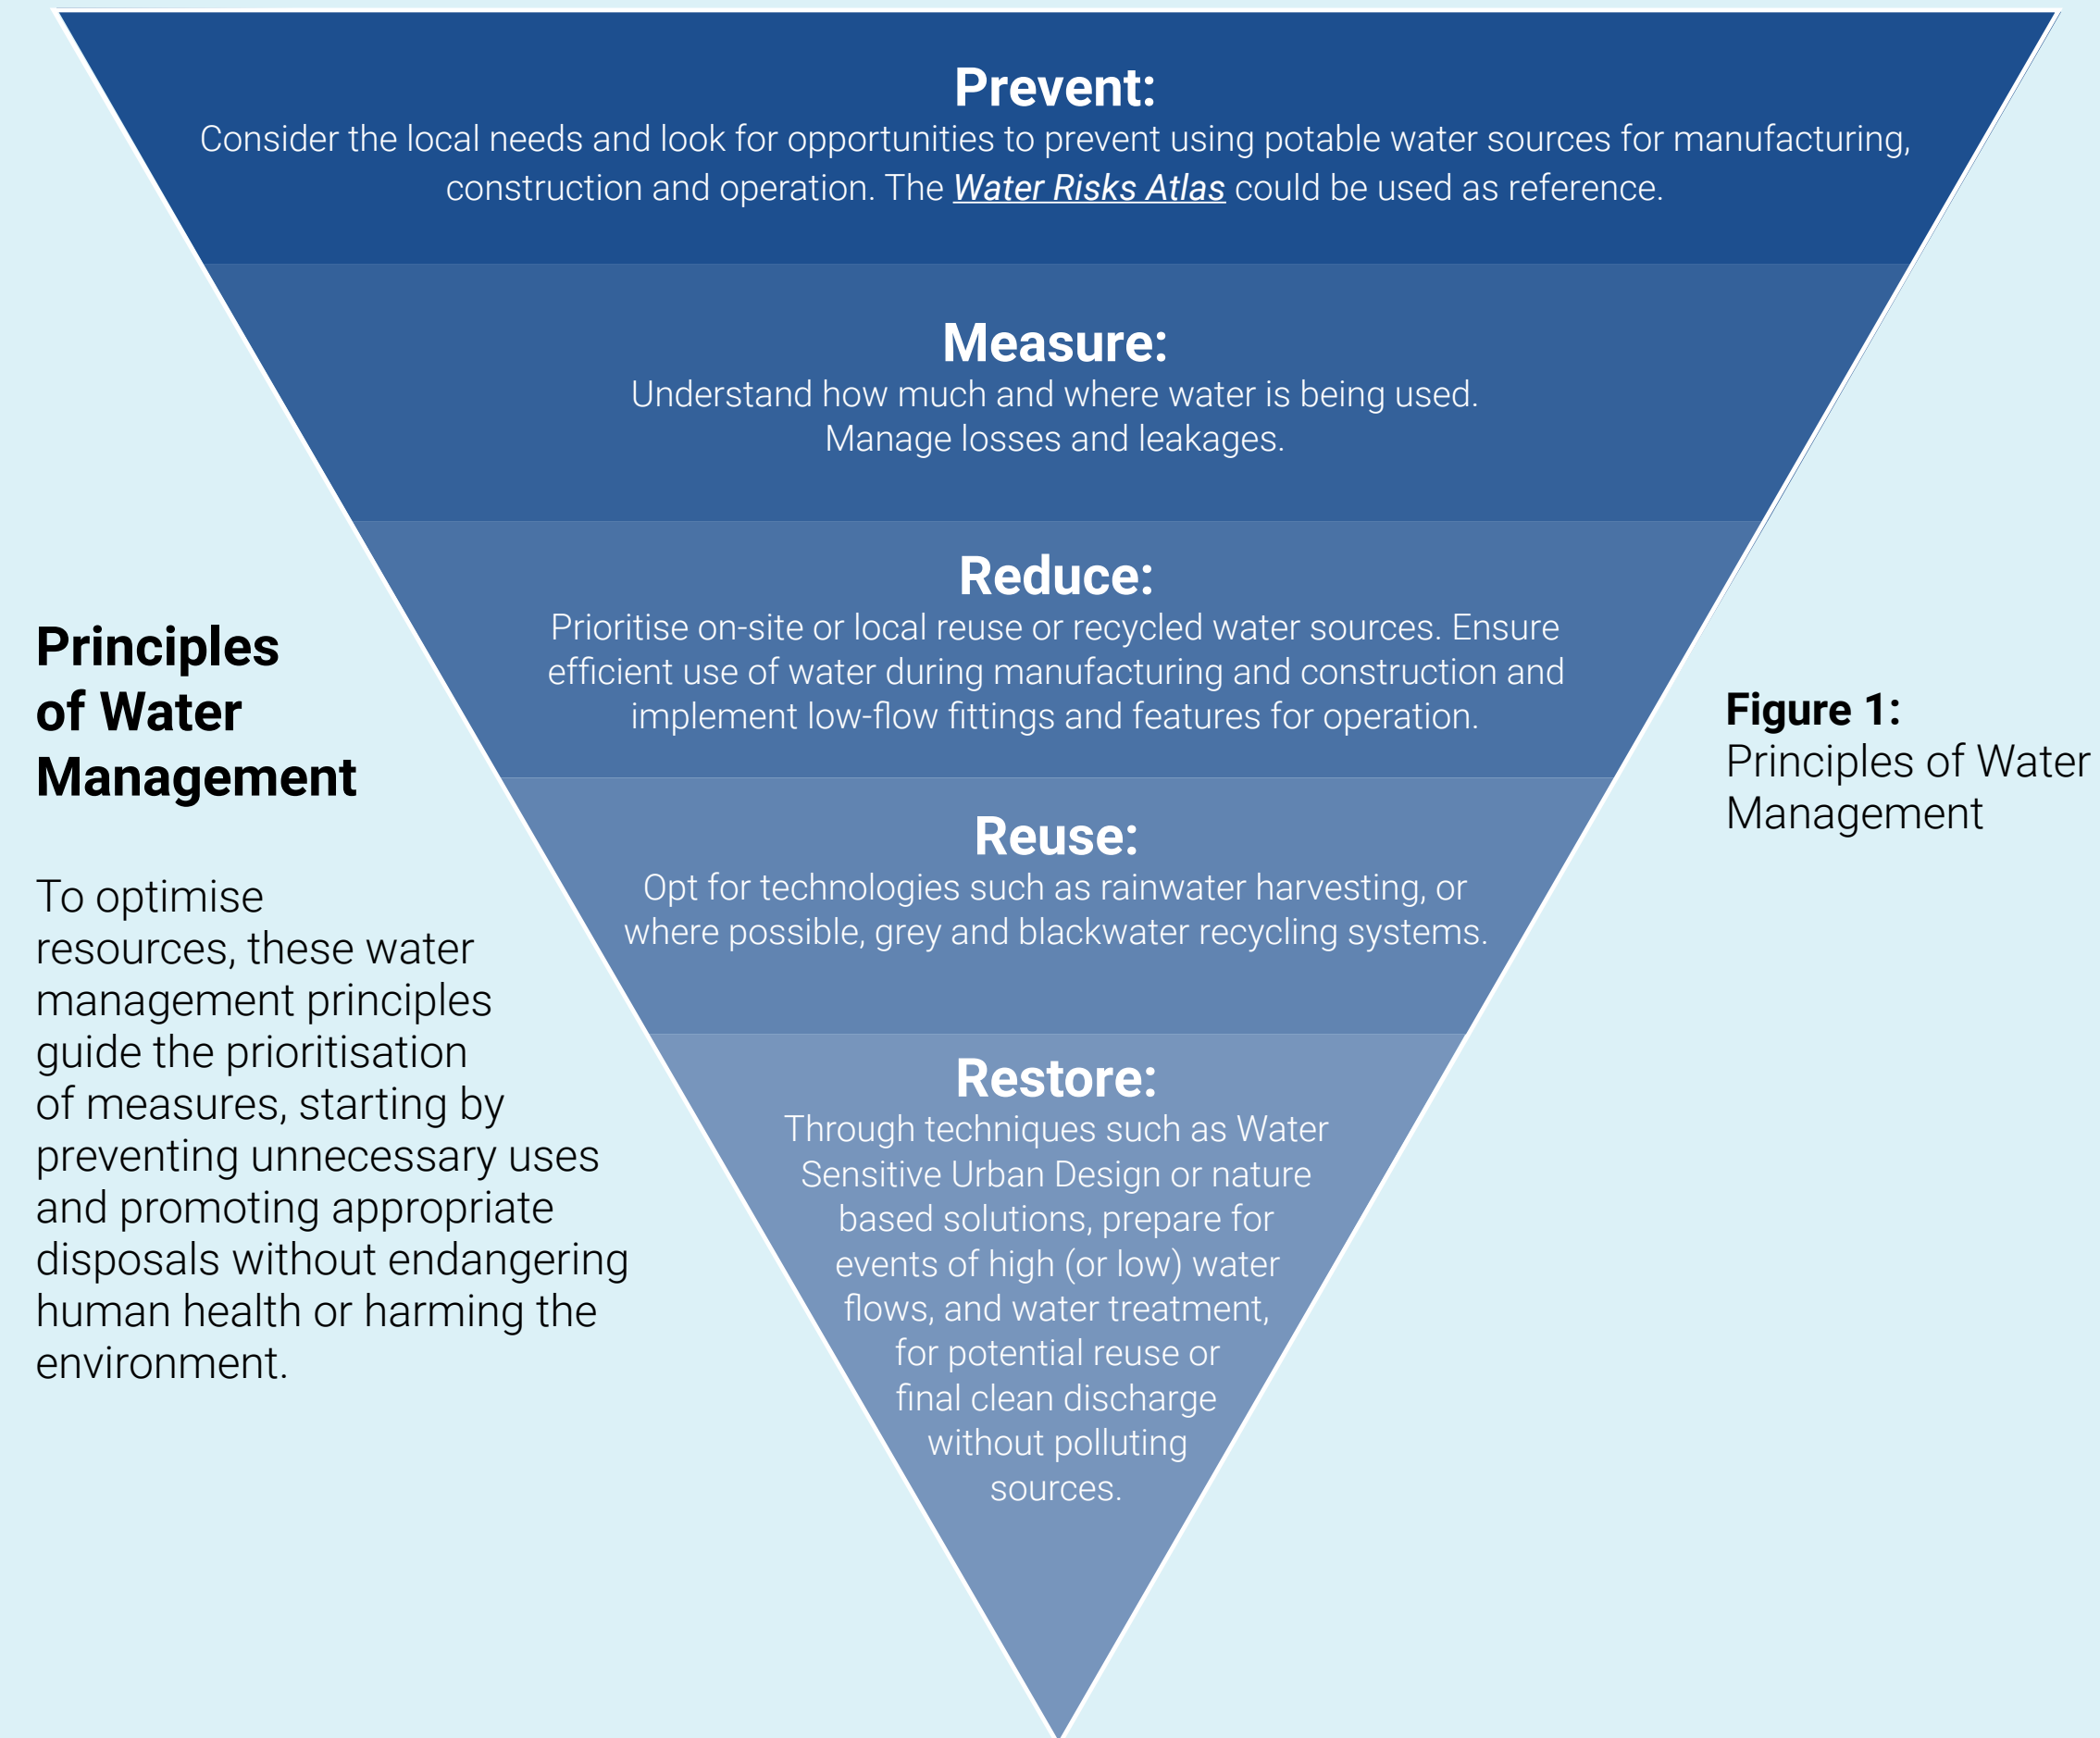 Prevent:
Consider the local needs and look for opportunities to prevent using potable water sources for manufacturing,
construction and operation. The Water Risks Atlas could be used as reference.
Measure:
Understand how much and where water is being used.
Manage losses and leakages.
Reduce:
Prioritise on-site or local reuse or recycled water sources. Ensure
efficient use of water during manufacturing and construction and
implement low-flow fittings and features for operation.
Reuse:
Opt for technologies such as rainwater harvesting, or
where possible, grey and blackwater recycling systems.
Restore:
Through techniques such as Water
Sensitive Urban Design or nature
based solutions, prepare for
events of high (or low) water
flows, and water treatment,
for potential reuse or
final clean discharge
without polluting
sources.
Principles
of Water
Management
To optimise
resources, these water
management principles
guide the prioritisation
of measures, starting by
preventing unnecessary uses
and promoting appropriate
disposals without endangering
human health or harming the
environment.
Figure 1:
Principles of Water
Management